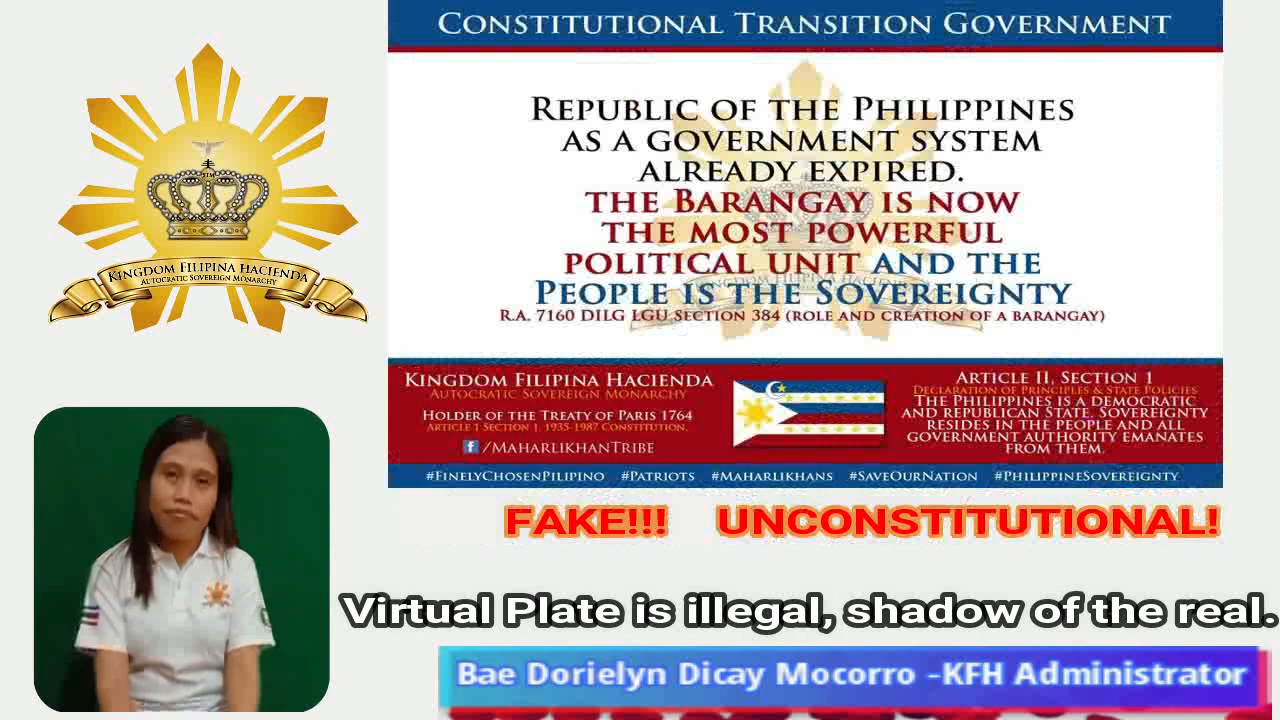 CONSTITUTIONAL TRANSITION GOVERNMENT
REPUBLIC OF THE PHILIPPINES
AS A GOVERNMENT SYSTEM
ALREADY EXPIRED.
THE BARANGAY IS NOW
THE MOST POWERFUL
POLITICAL UNIT AND THE
PEOPLE IS THE SOVEREIGNTY
R.A. 7160 DILG LGU SECTION 384 (ROLE AND CREATION OF A BARANGAY)
STM
KINGDOM FILIPINA HACIENDA
AUTOCRATIC SOVEREIGN MONARCHY
KINGDOM FILIPINA HACIENDA
KINGDOM FILIPINA HACIENDA
AUTOCRATIC SOVEREIGN MONARCHY
HOLDER OF THE TREATY OF PARIS 1764
ARTICLE 1 SECTION 1, 1935-1987 CONSTITUTION.
f /MAHARLIKHANTRIBE
ARTICLE II, SECTION 1
DECLARATION OF PRINCIPLES & STATE POLICIES
THE PHILIPPINES IS A DEMOCRATIC
AND REPUBLICAN STATE. SOVEREIGNTY
RESIDES IN THE PEOPLE AND ALL
GOVERNMENT AUTHORITY EMANATES
FROM THEM.
#FINELYCHOSENPILIPINO #PATRIOTS #MAHARLIKHANS #SAVEOURNATION #PHILIPPINESOVEREIGNTY
FAKE!!! UNCONSTITUTIONAL!
Virtual Plate is illegal, shadow of the real.
Bae Dorielyn Dicay Mocorro -KFH Administrator